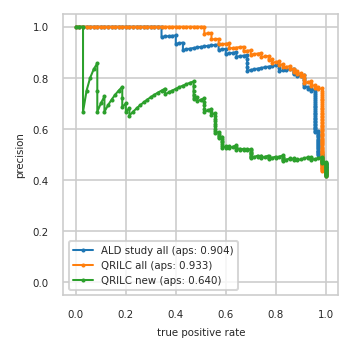 1.0
0.8
0.6
0.4
0.2
0.0
precision
ALD study all (aps: 0.904)
QRILC all (aps: 0.933)
QRILC new (aps: 0.640)
0.0 0.2 0.4 0.6 0.8 1.0
true positive rate